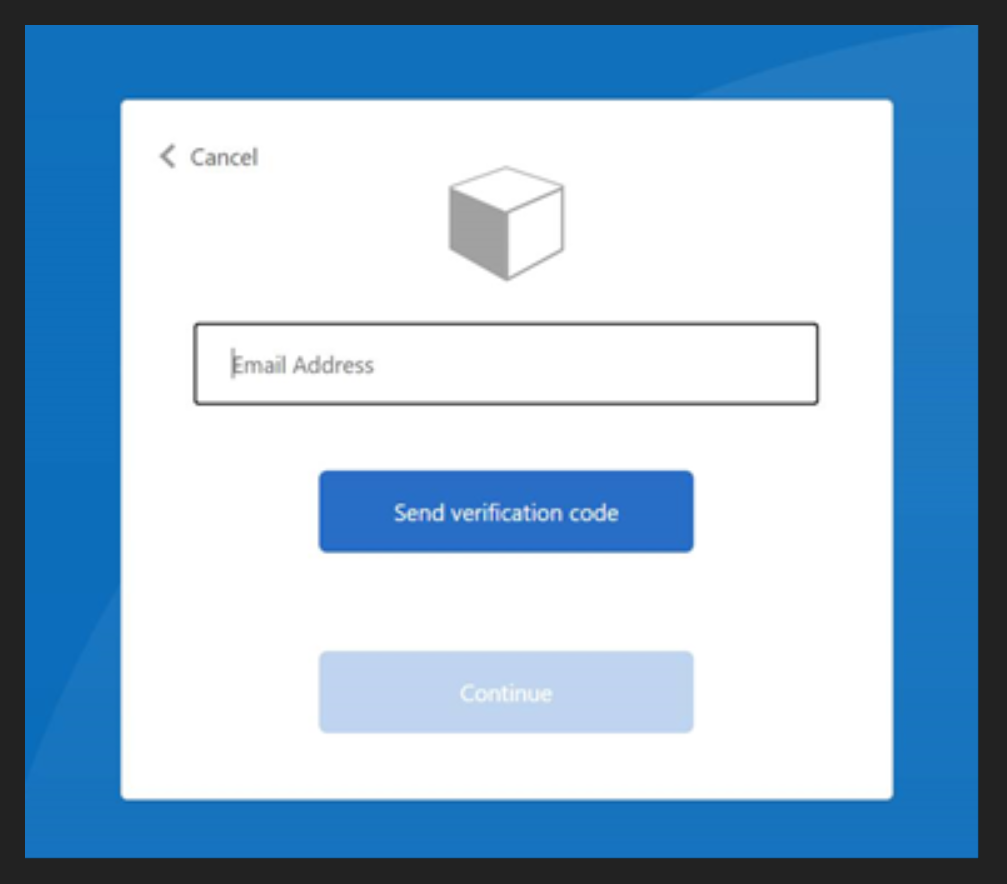 Cancel
Email Address
Send verification code
Continue